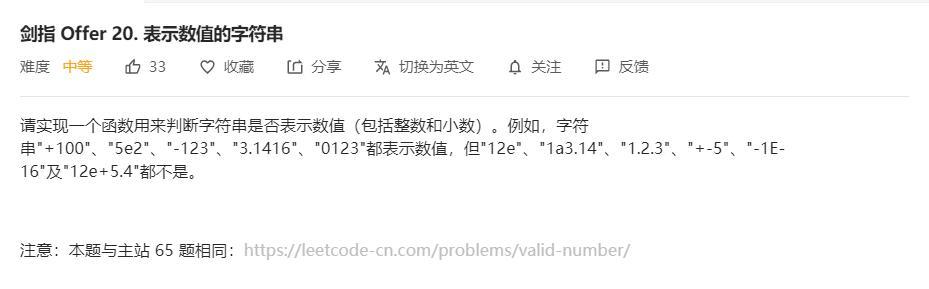 剑指 Offer 20. 表示数值的字符串
难度 中等 33 收藏 分享 切换为英文 关注 反馈
请实现一个函数用来判断字符串是否表示数值（包括整数和小数）。例如，字符
串"+100"、"5e2"、"-123"、"3.1416"、"0123"都表示数值，但"12e"、"1a3.14"、"1.2.3"、"+-5"、"-1E-
16"及"12e+5.4"都不是。
注意：本题与主站 65 题相同：https://leetcode-cn.com/problems/valid-number/